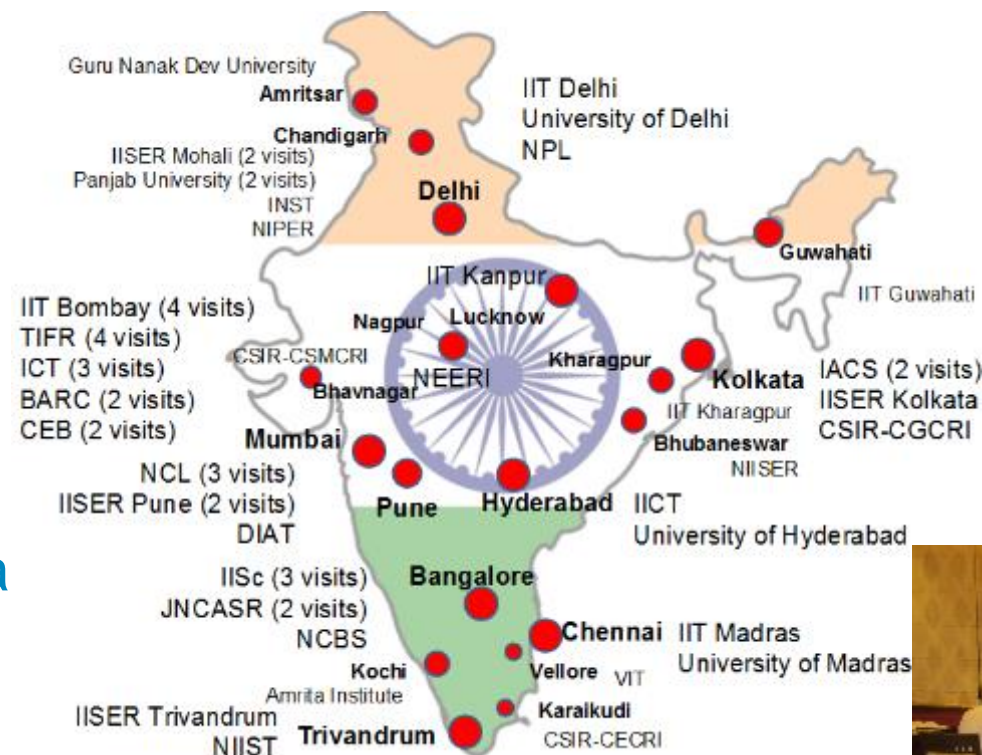 Guru Nanak Dev University
Amritsar
Chandigarh
IISER Mohali (2 visits)
Panjab University (2 visits)
INST
NIPER
Delhi
IIT Delhi
University of Delhi
NPL
Guwahati
IIT Guwahati
IIT Kanpur
Lucknow
Nagpur
NEERI
CSIR-CSMCRI
Bhavnagar
IIT Bombay (4 visits)
TIFR (4 visits)
ICT (3 visits)
BARC (2 visits)
CEB (2 visits)
Mumbai
Kharagpur
IIT Kharagpur
Kolkata
IACS (2 visits)
IISER Kolkata
CSIR-CGCRI
Bhubaneswar
NIISER
NCL (3 visits)
IISER Pune (2 visits)
DIAT
Pune
Hyderabad
IICT
University of Hyderabad
a
IISc (3 visits)
JNCASR (2 visits)
NCBS
Bangalore
Chennai
IIT Madras
University of Madras
Vellore
VIT
Kochi
Amrita Institute
Karaikudi
CSIR-CECRI
IISER Trivandrum
NIIST
Trivandrum